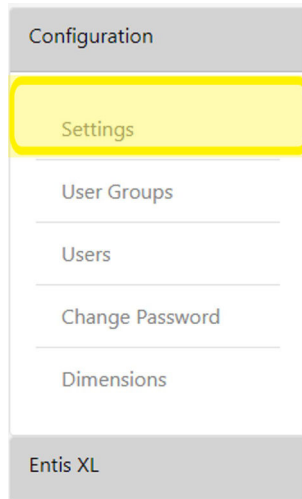 Configuration
Settings
User Groups
Users
Change Password
Dimensions
Entis XL